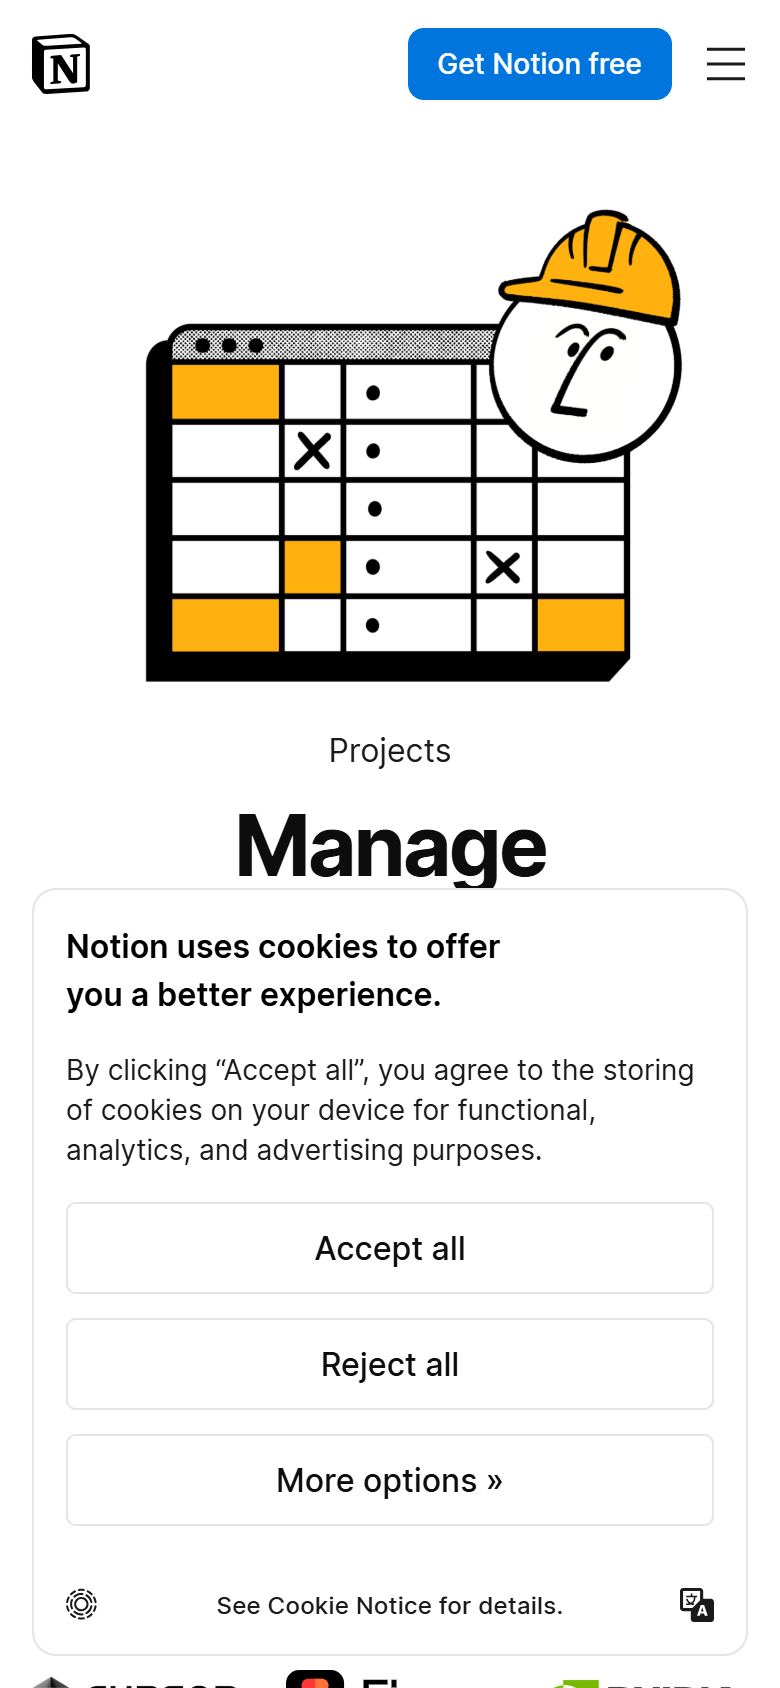 N
Get Notion free
Projects
Manage
Notion uses cookies to offer
you a better experience.
By clicking “Accept all”, you agree to the storing
of cookies on your device for functional,
analytics, and advertising purposes.
Accept all
Reject all
More options »
See Cookie Notice for details.
文A